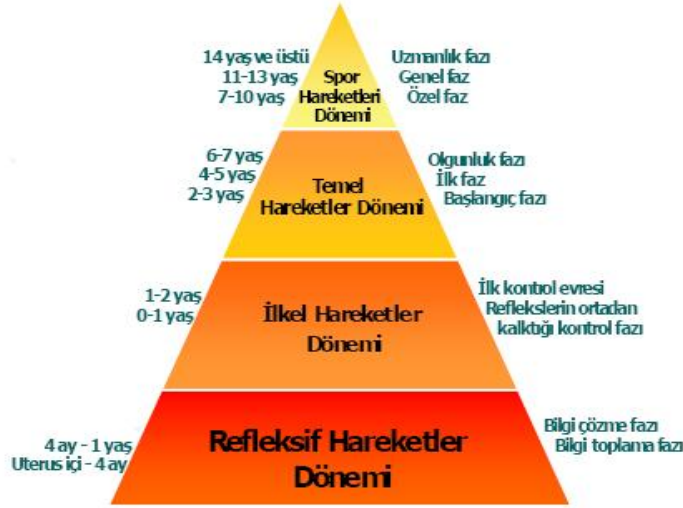 14 yaş ve üstü
11-13 yaş
7-10 yaş
Spor
Hareketleri
Dönemi
Uzmanlık fazı
Genel faz
Özel faz
6-7 yaş
4-5 yaş
2-3 yaş
Temel
Hareketler Dönemi
Olgunluk fazı
İlk faz
Başlangıç fazı
1-2 yaş
0-1 yaş
İlkel Hareketler
Dönemi
İlk kontrol evresi
Reflekslerin ortadan
kalktığı kontrol fazı
4 ay - 1 yaş
Uterus içi - 4 ay
Refleksif Hareketler
Dönemi
Bilgi çözme fazı
Bilgi toplama fazı